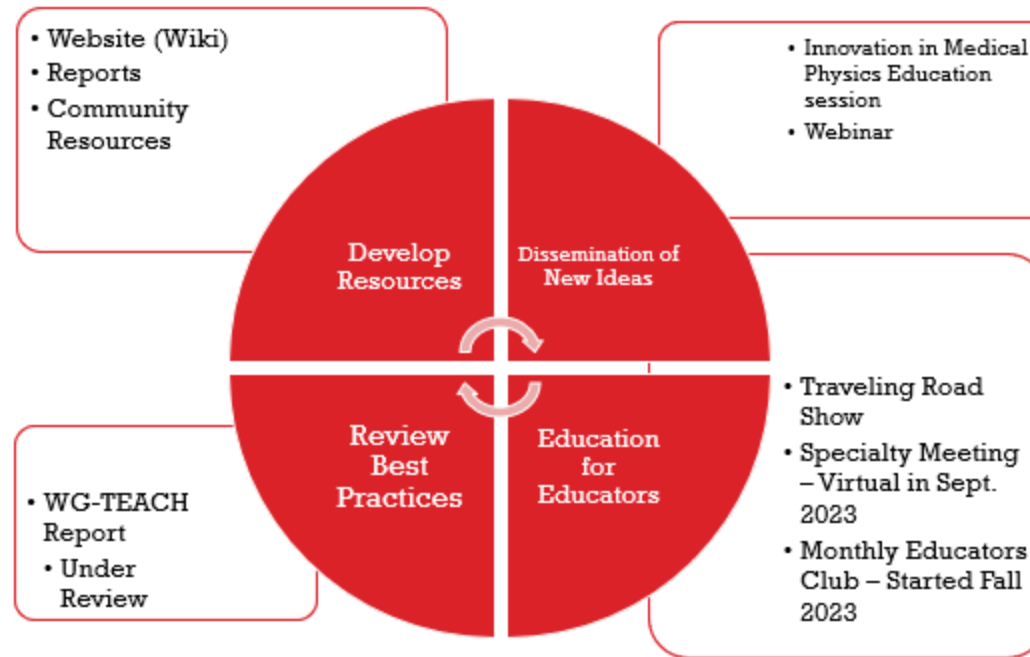 • Website (Wiki)
• Reports
• Community
Resources
• Innovation in Medical
Physics Education
session
• Webinar
Develop
Resources
Dissemination of
New Ideas
Review
Best
Practices
Education
for
Educators
• WG-TEACH
Report
• Under
Review
• Traveling Road
Show
• Specialty Meeting
– Virtual in Sept.
2023
• Monthly Educators
Club – Started Fall
2023